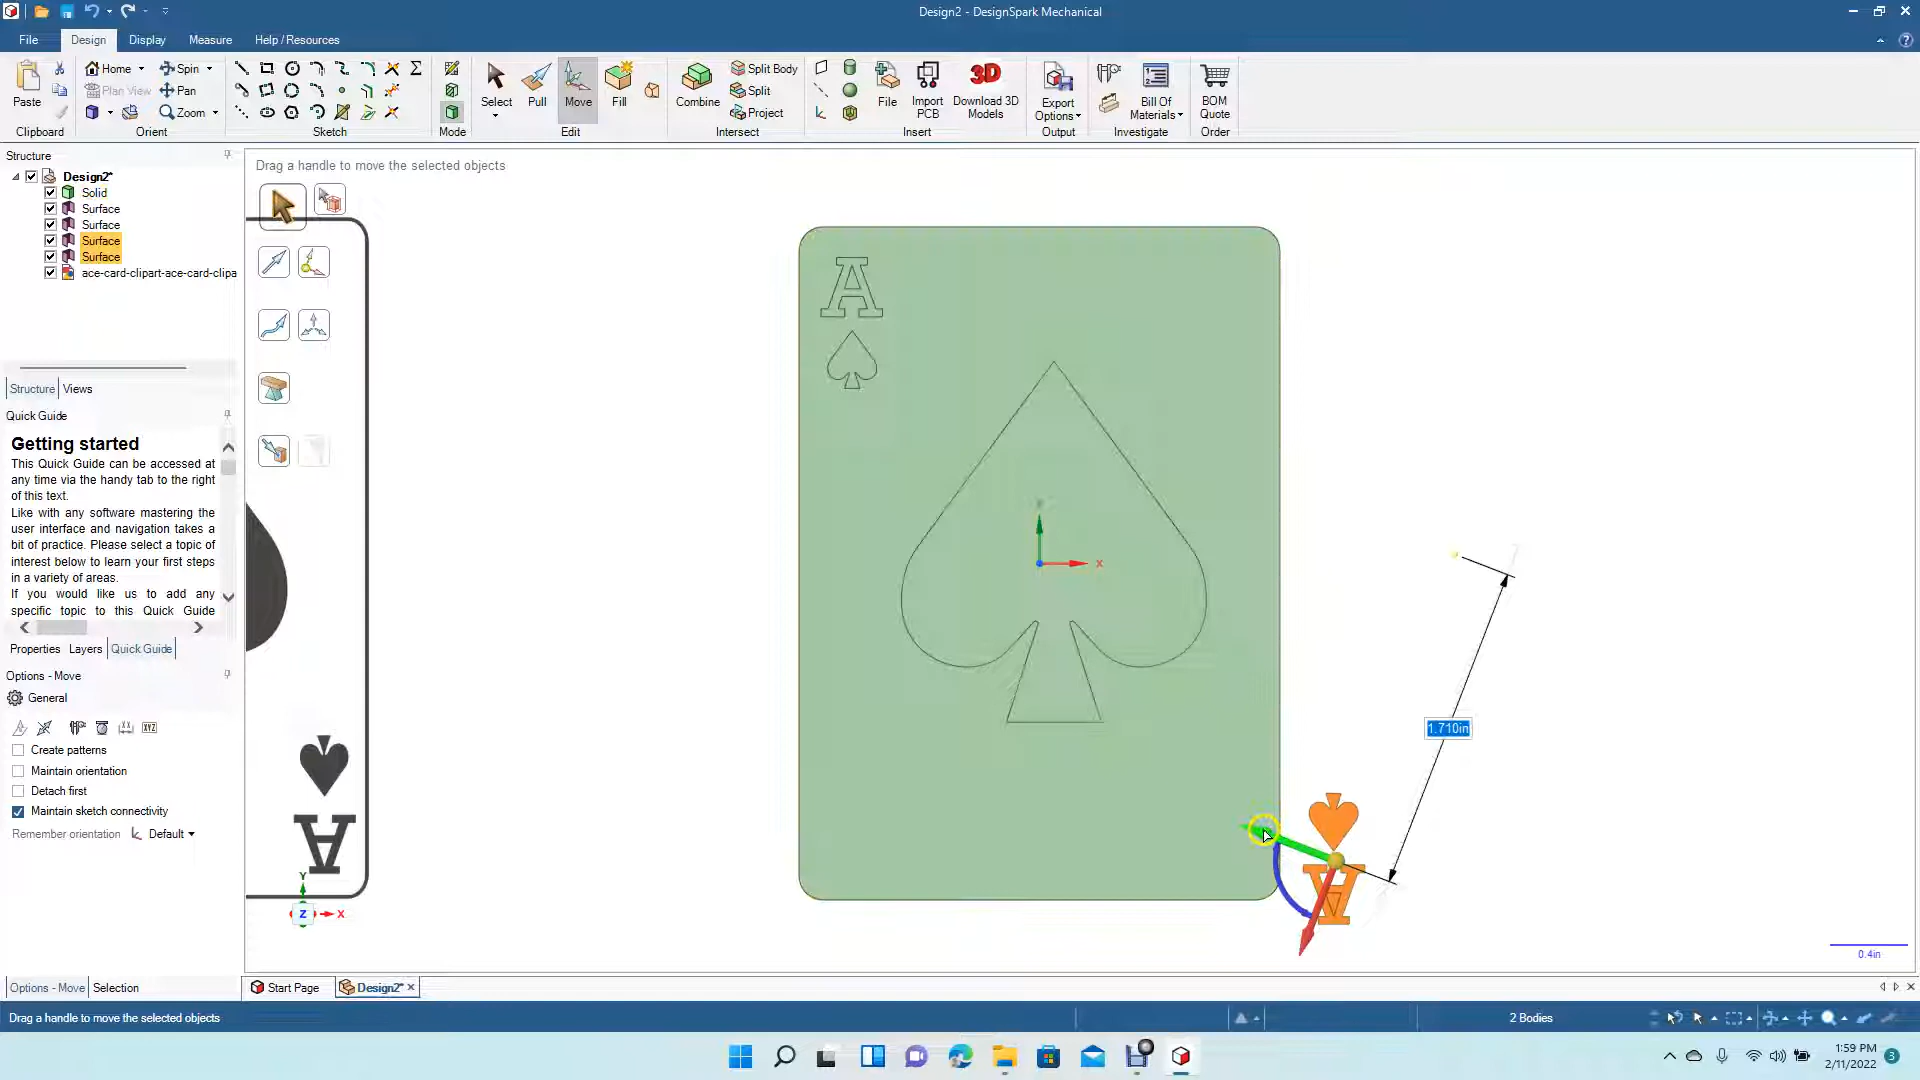 Design2 - DesignSpark Mechanical
File Design Display Measure Help / Resources
Paste
Home Spin
Plan View Pan
Zoom
Σ
Select Pull Move Fill
Combine
Split Body
Split
Project
File Import PCB Download 3D Models
3D
Export Options
Bill Of Materials
BOM Quote
Clipboard Orient Sketch Mode Edit Intersect Insert Output Investigate Order
Structure
Design2*
Solid
Surface
Surface
Surface
Surface
ace-card-clipart-ace-card-clipa
Structure Views
Quick Guide
Getting started
This Quick Guide can be accessed at
any time via the handy tab to the right
of this text.
Like with any software mastering the
user interface and navigation takes a
bit of practice. Please select a topic of
interest below to learn your first steps
in a variety of areas.
If you would like us to add any
specific topic to this Quick Guide
Properties Layers Quick Guide
Options - Move
General
XYZ
Create patterns
Maintain orientation
Detach first
Maintain sketch connectivity
Remember orientation Default
Options - Move Selection
Drag a handle to move the selected objects
A
X
1.710in
A
A
Y
Z X
0.4in
Start Page Design2*
Drag a handle to move the selected objects
2 Bodies
1:59 PM
2/11/2022
3